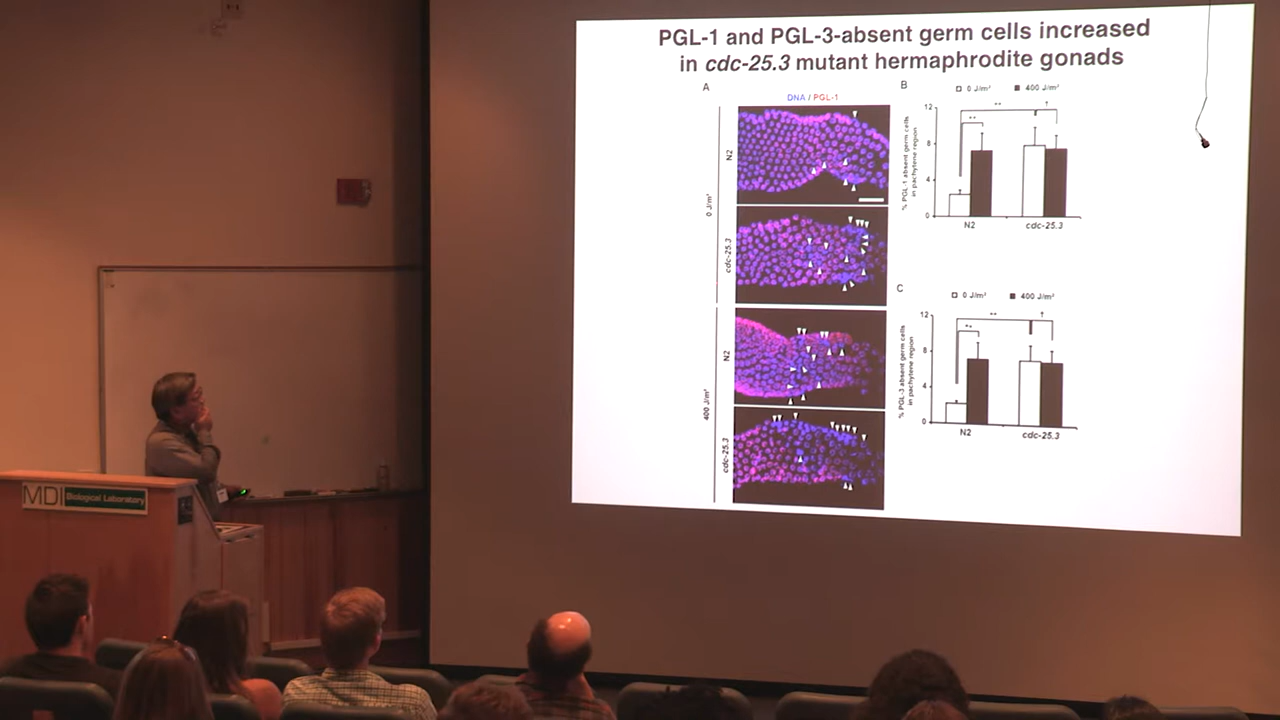 PGL-1 and PGL-3-absent germ cells increased
in cdc-25.3 mutant hermaphrodite gonads
A
DNA / PGL-1
N2
0 J/m²
cdc-25.3
N2
400 J/m²
cdc-25.3
B
0 J/m²
400 J/m²
% PGL-1 absent germ cells
in pachytene region
12
8
4
0
**
**
†
N2
cdc-25.3
C
0 J/m²
400 J/m²
% PGL-3 absent germ cells
in pachytene region
12
8
4
0
**
**
†
N2
cdc-25.3
MDI Biological Laboratory